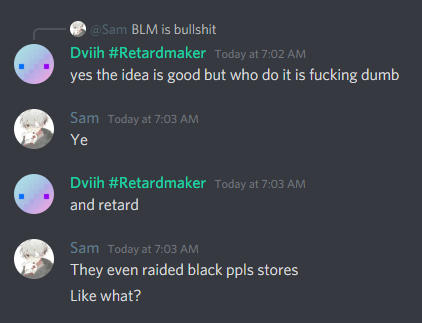 @Sam BLM is bullshit
Dviih #Retardmaker Today at 7:02 AM
yes the idea is good but who do it is fucking dumb
Sam Today at 7:03 AM
Ye
Dviih #Retardmaker Today at 7:03 AM
and retard
Sam Today at 7:03 AM
They even raided black ppls stores
Like what?